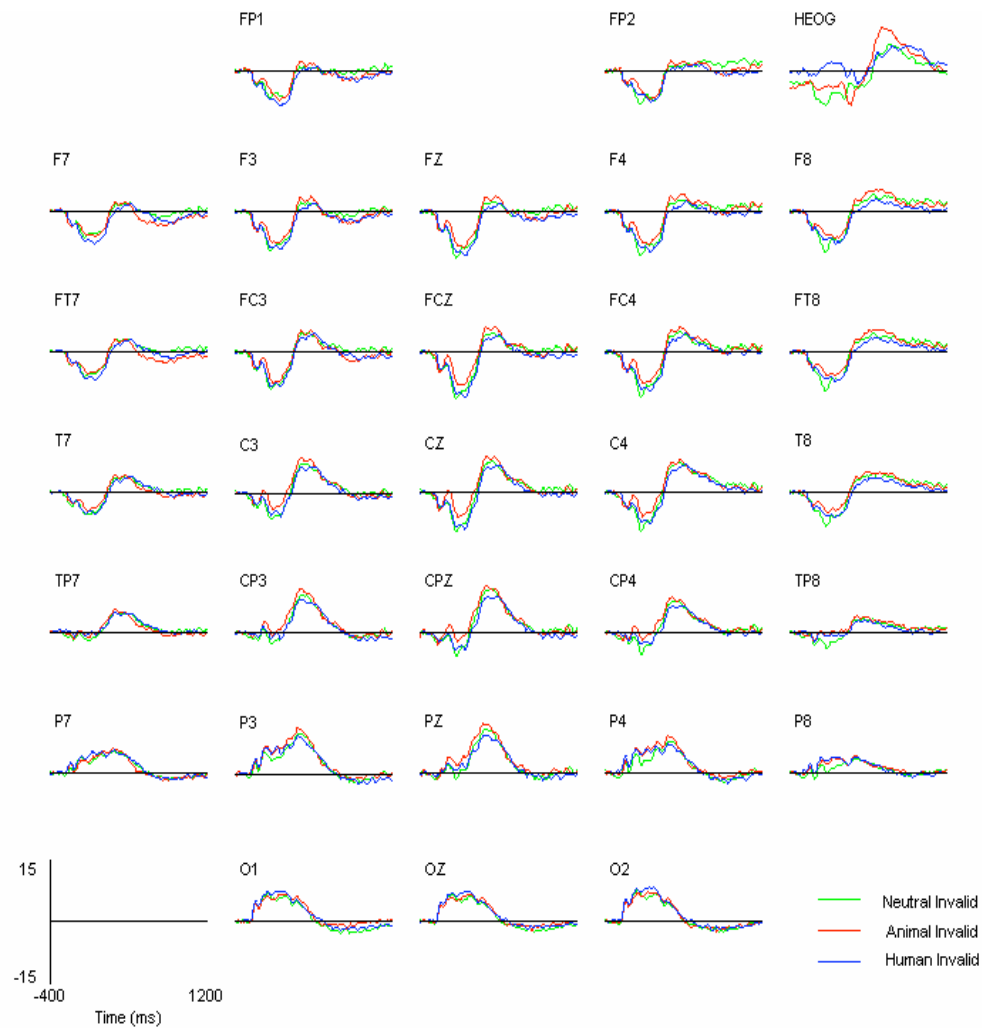 FP1 FP2 HEOG
F7 F3 FZ F4 F8
FT7 FC3 FCZ FC4 FT8
T7 C3 CZ C4 T8
TP7 CP3 CPZ CP4 TP8
P7 P3 PZ P4 P8
15 O1 OZ O2
Neutral Invalid
Animal Invalid
Human Invalid
-15
-400 1200
Time (ms)